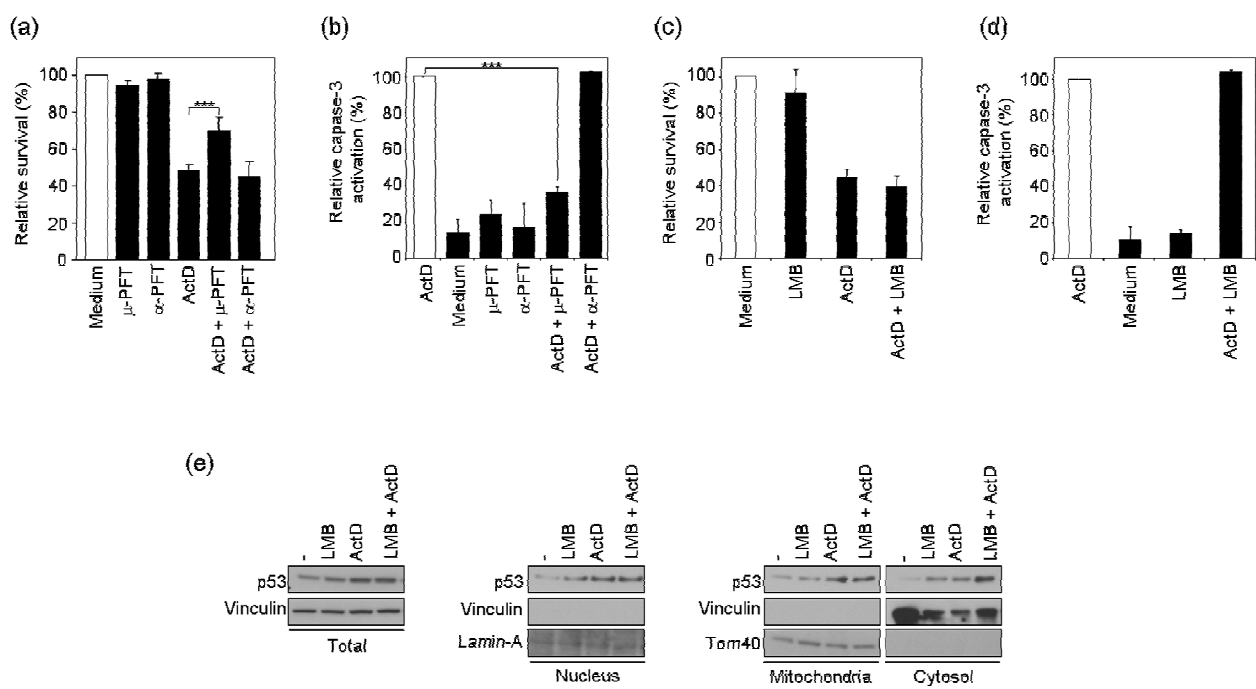 (a)
Relative survival (%)
100
80
60
40
20
0
***
Medium
μ-PFT
α-PFT
ActD
ActD + μ-PFT
ActD + α-PFT
(b)
Relative capase-3
activation (%)
100
80
60
40
20
0
***
ActD
Medium
μ-PFT
α-PFT
ActD + μ-PFT
ActD + α-PFT
(c)
Relative survival (%)
100
80
60
40
20
0
Medium
LMB
ActD
ActD + LMB
(d)
Relative capase-3
activation (%)
100
80
60
40
20
0
ActD
Medium
LMB
ActD + LMB
(e)
-
LMB
ActD
LMB + ActD
p53
Vinculin
Total
-
LMB
ActD
LMB + ActD
p53
Vinculin
Lamin-A
Nucleus
-
LMB
ActD
LMB + ActD
-
LMB
ActD
LMB + ActD
p53
Vinculin
Tom40
Mitochondria
Cytosol